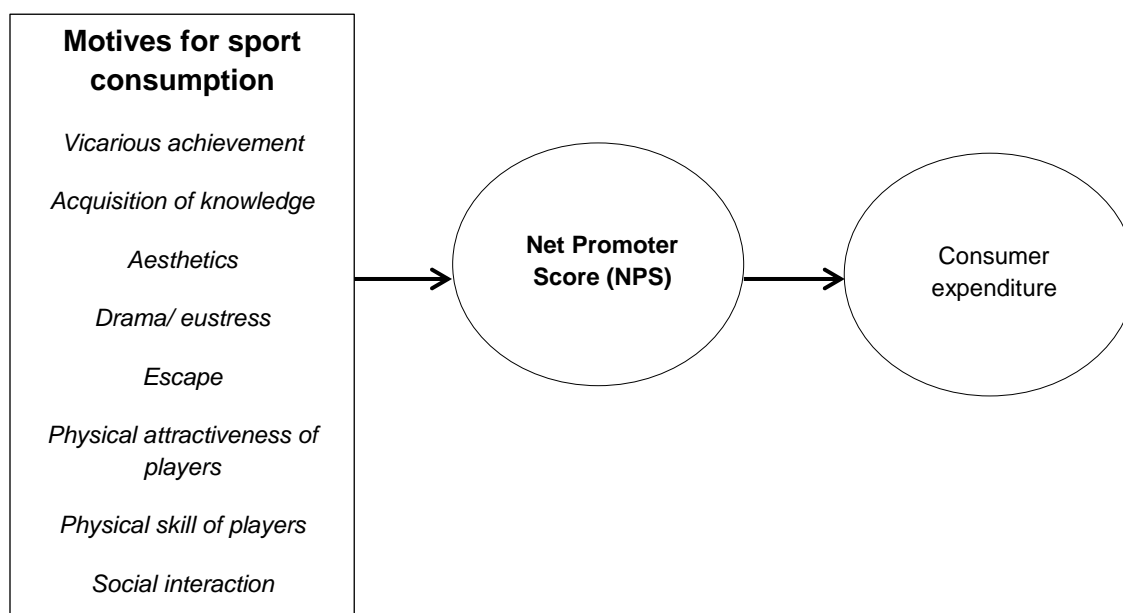 Motives for sport
consumption
Vicarious achievement
Acquisition of knowledge
Aesthetics
Drama/ eustress
Escape
Physical attractiveness of
players
Physical skill of players
Social interaction
Net Promoter
Score (NPS)
Consumer
expenditure